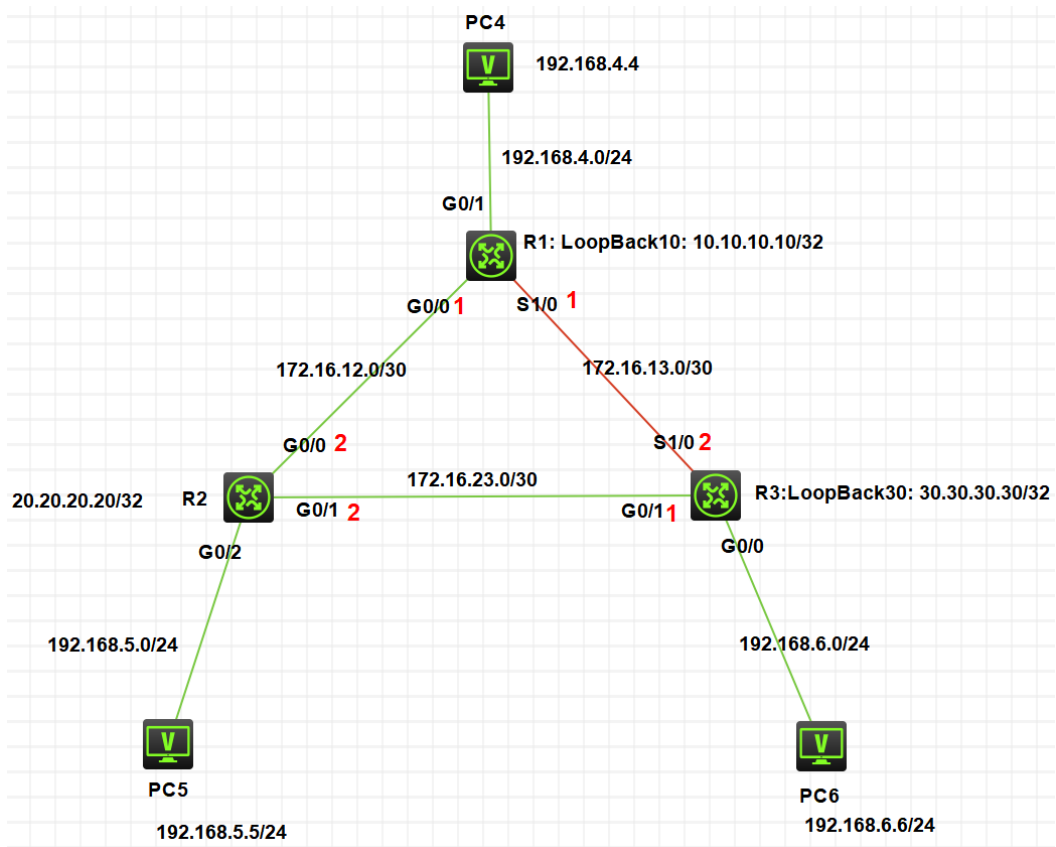 PC4
192.168.4.4
192.168.4.0/24
G0/1
R1: LoopBack10: 10.10.10.10/32
G0/0 1
S1/0 1
172.16.12.0/30
172.16.13.0/30
G0/0 2
S1/0 2
172.16.23.0/30
20.20.20.20/32
R2
G0/1 2
G0/1 1
R3:LoopBack30: 30.30.30.30/32
G0/2
G0/0
192.168.5.0/24
192.168.6.0/24
V
V
V
PC5
PC6
192.168.5.5/24
192.168.6.6/24